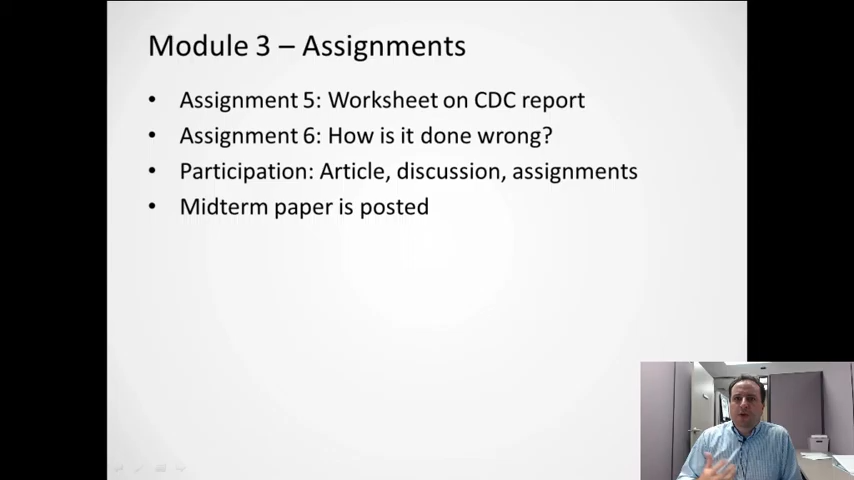 Module 3 – Assignments
• Assignment 5: Worksheet on CDC report
• Assignment 6: How is it done wrong?
• Participation: Article, discussion, assignments
• Midterm paper is posted